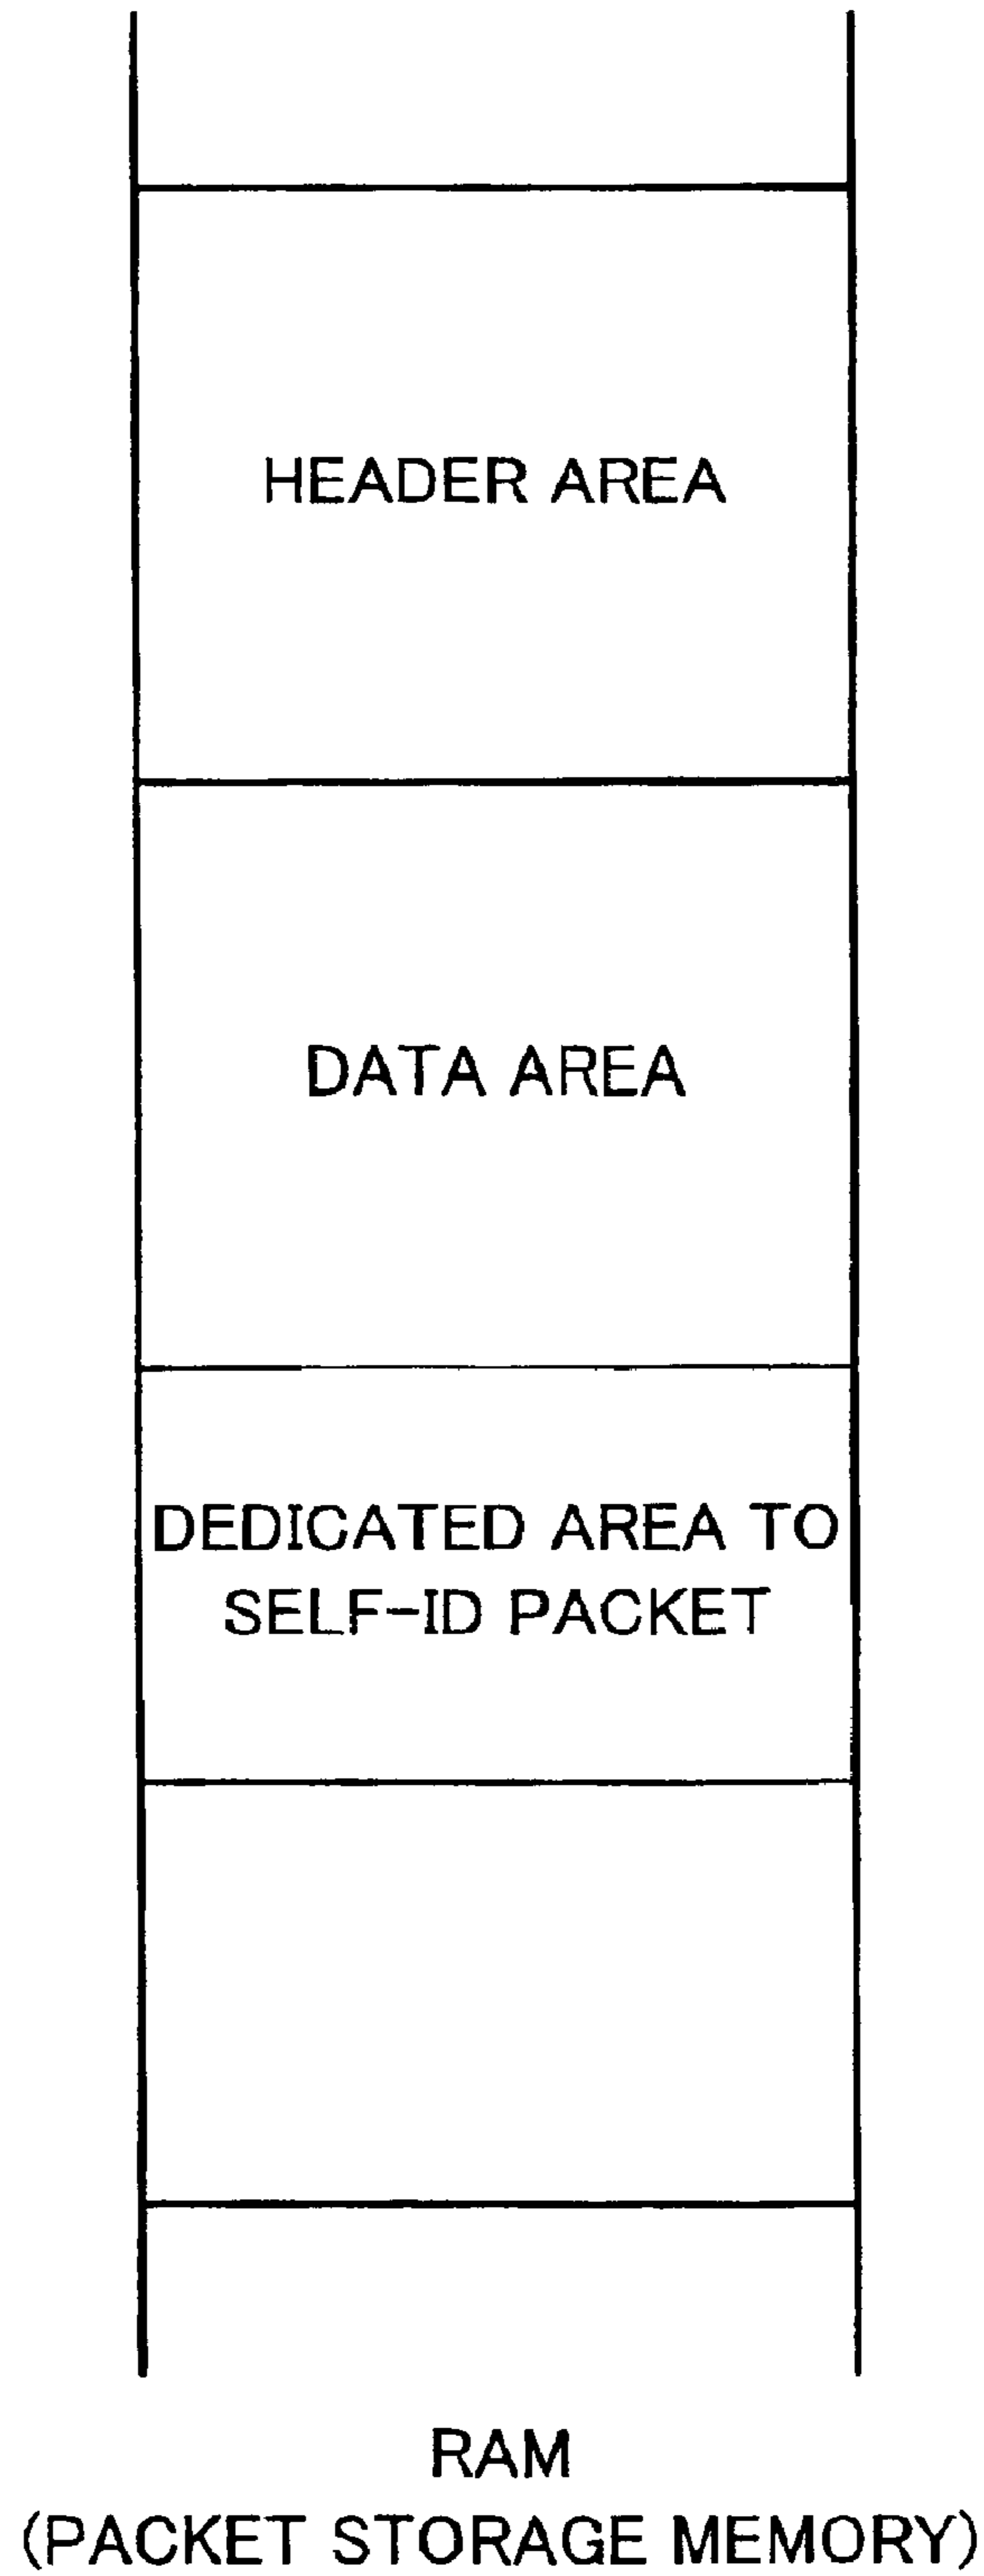 HEADER AREA
DATA AREA
DEDICATED AREA TO
SELF-ID PACKET
RAM
(PACKET STORAGE MEMORY)